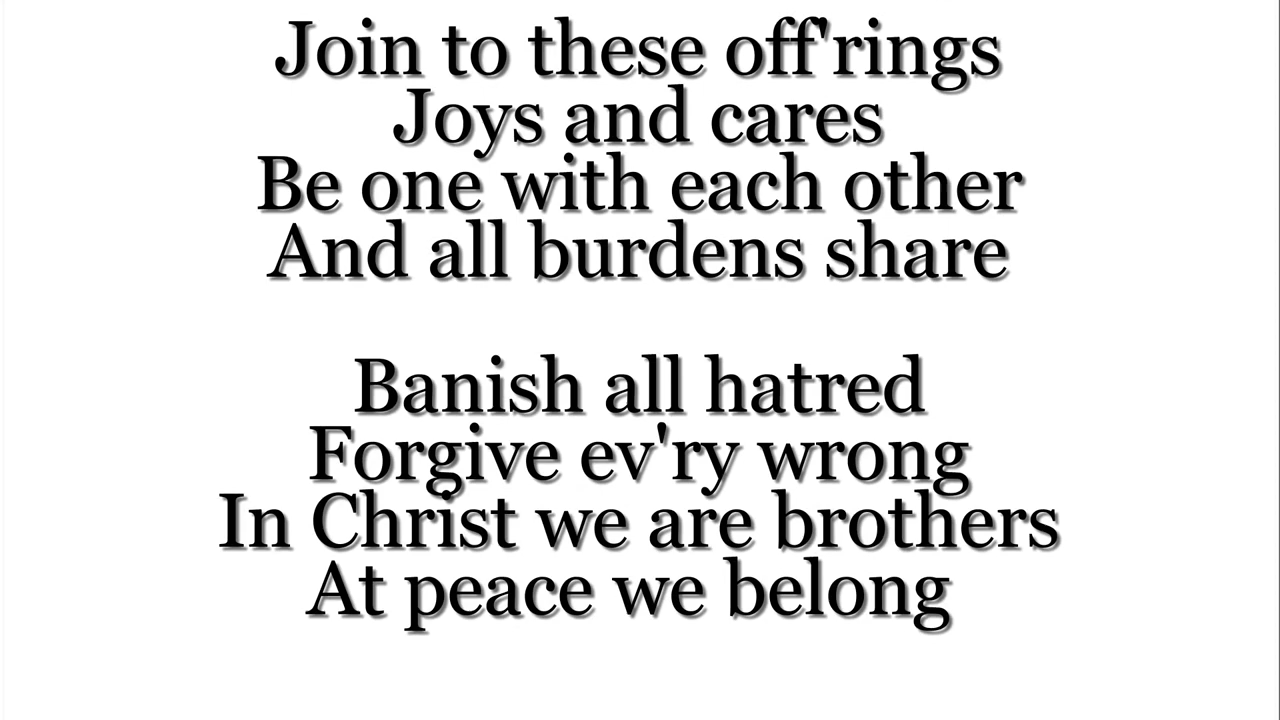 Join to these off'rings
Joys and cares
Be one with each other
And all burdens share
Banish all hatred
Forgive ev'ry wrong
In Christ we are brothers
At peace we belong